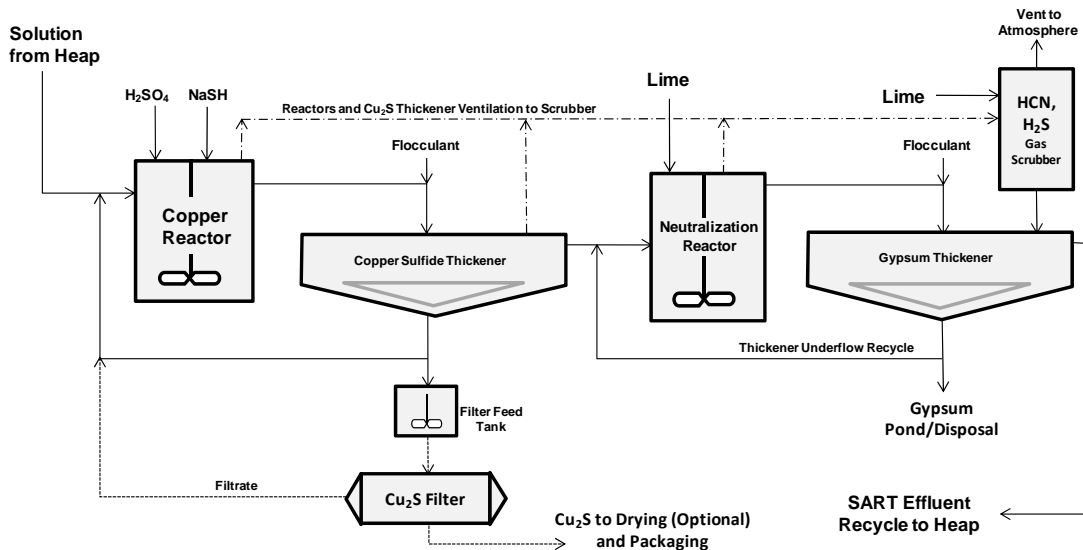 Solution
from Heap
H₂SO₄
NaSH
Reactors and Cu₂S Thickener Ventilation to Scrubber
Lime
Lime
Vent to
Atmosphere
HCN,
H₂S
Gas
Scrubber
Flocculant
Flocculant
Copper
Reactor
Copper Sulfide Thickener
Neutralization
Reactor
Gypsum Thickener
Thickener Underflow Recycle
Filter Feed
Tank
Gypsum
Pond/Disposal
Filtrate
Cu₂S Filter
Cu₂S to Drying (Optional)
and Packaging
SART Effluent
Recycle to Heap